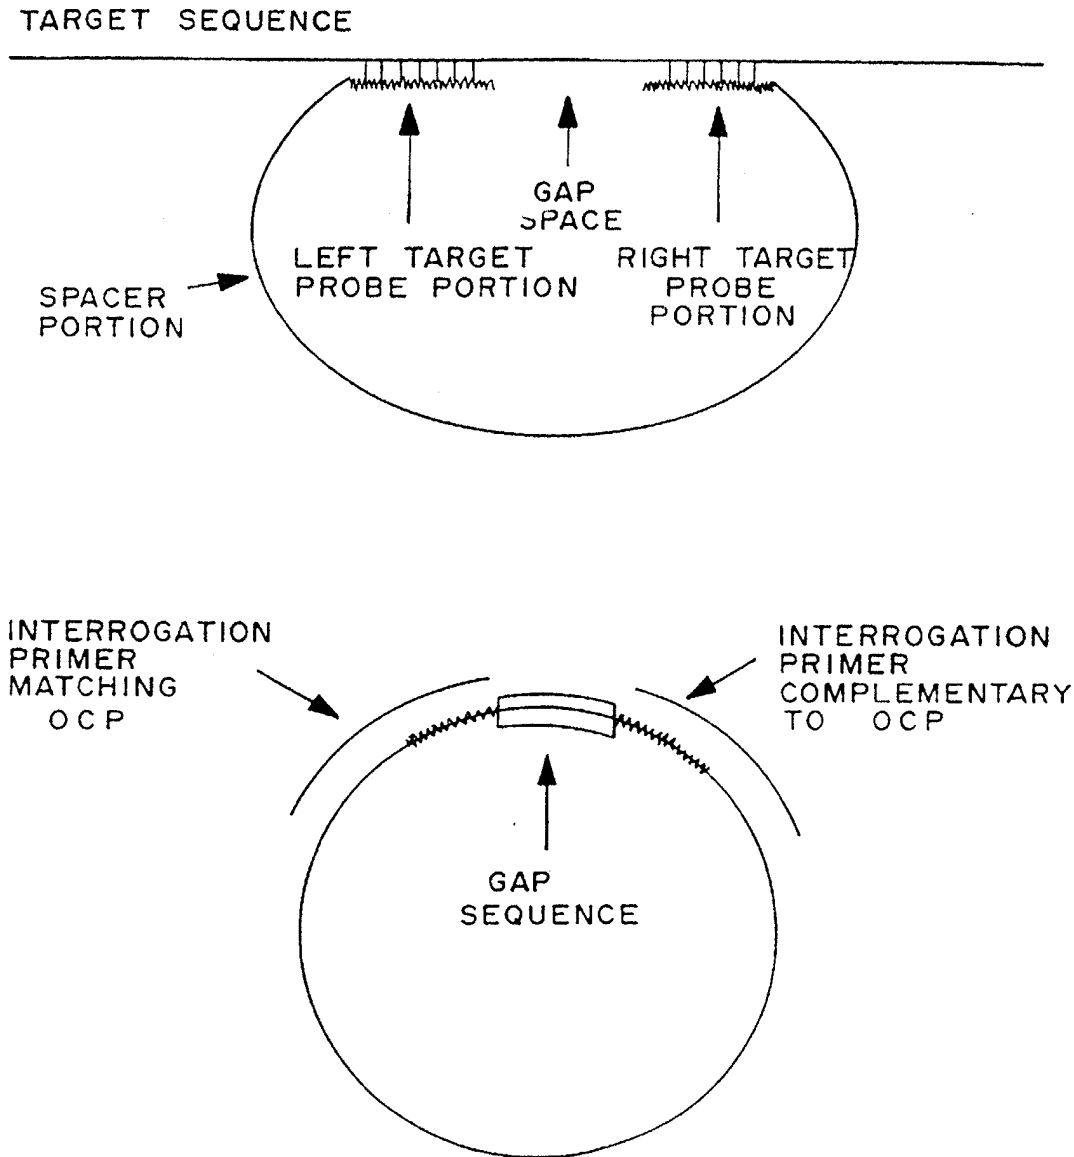 TARGET SEQUENCE
GAP
SPACE
LEFT TARGET
PROBE PORTION
RIGHT TARGET
PROBE
PORTION
SPACER
PORTION
INTERROGATION
PRIMER
MATCHING
OCP
INTERROGATION
PRIMER
COMPLEMENTARY
TO OCP
GAP
SEQUENCE